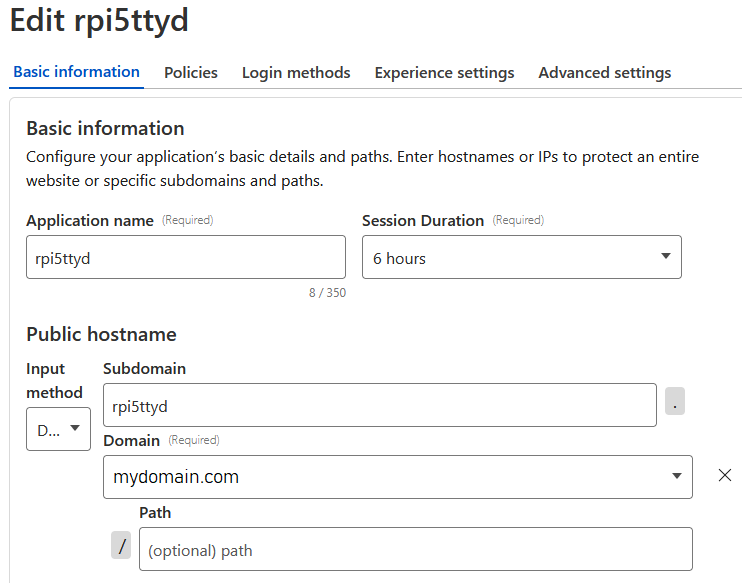 Edit rpi5ttyd
Basic information Policies Login methods Experience settings Advanced settings
Basic information
Configure your application’s basic details and paths. Enter hostnames or IPs to protect an entire
website or specific subdomains and paths.
Application name (Required) Session Duration (Required)
rpi5ttyd 6 hours
8 / 350
Public hostname
Input
method
Subdomain
D... rpi5ttyd .
Domain (Required)
mydomain.com
Path
/ (optional) path